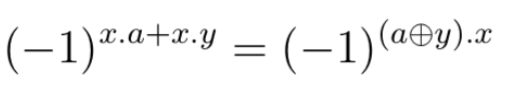 (−1)^{x.a+x.y} = (−1)^{(a⊕y).x}